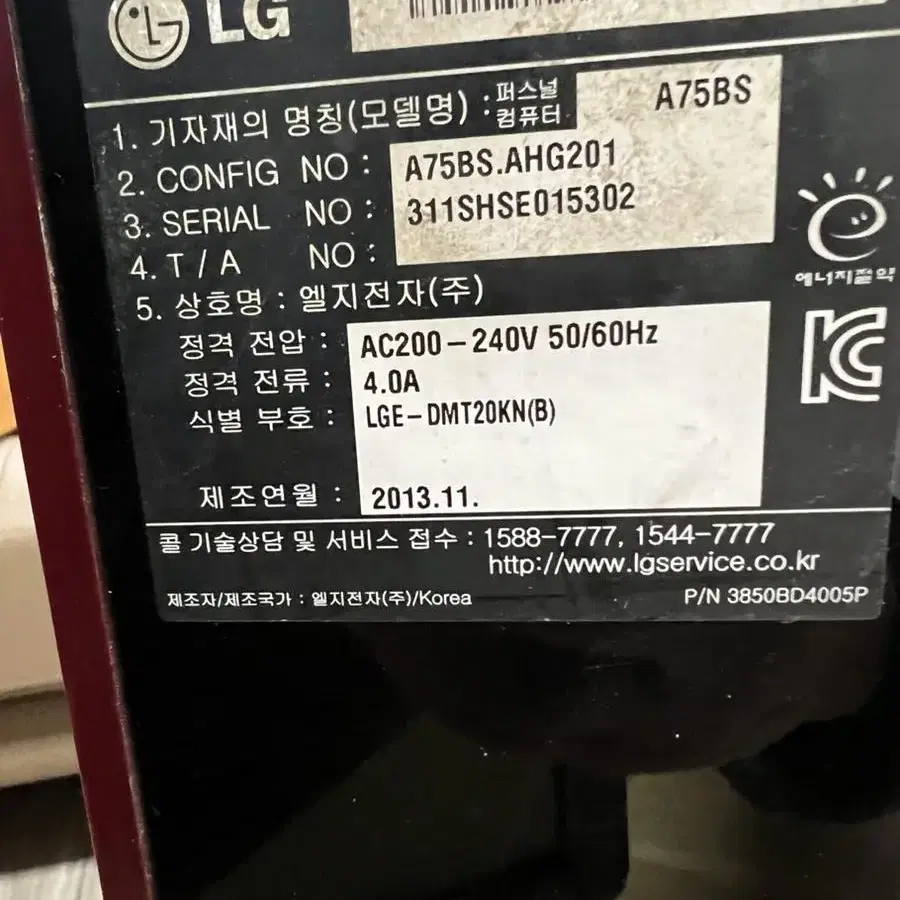 LG
1. 기자재의 명칭(모델명) : 퍼스널 컴퓨터 A75BS
2. CONFIG NO : A75BS.AHG201
3. SERIAL NO : 311SHSE015302
4. T / A NO :
5. 상호명 : 엘지전자(주)
정격 전압 : AC200-240V 50/60Hz
정격 전류 : 4.0A
식별 부호 : LGE-DMT20KN(B)
제조연월 : 2013.11.
에너지절약
콜 기술상담 및 서비스 접수 : 1588-7777, 1544-7777
http://www.lgservice.co.kr
제조자/제조국가 : 엘지전자(주)/Korea
P/N 3850BD4005P